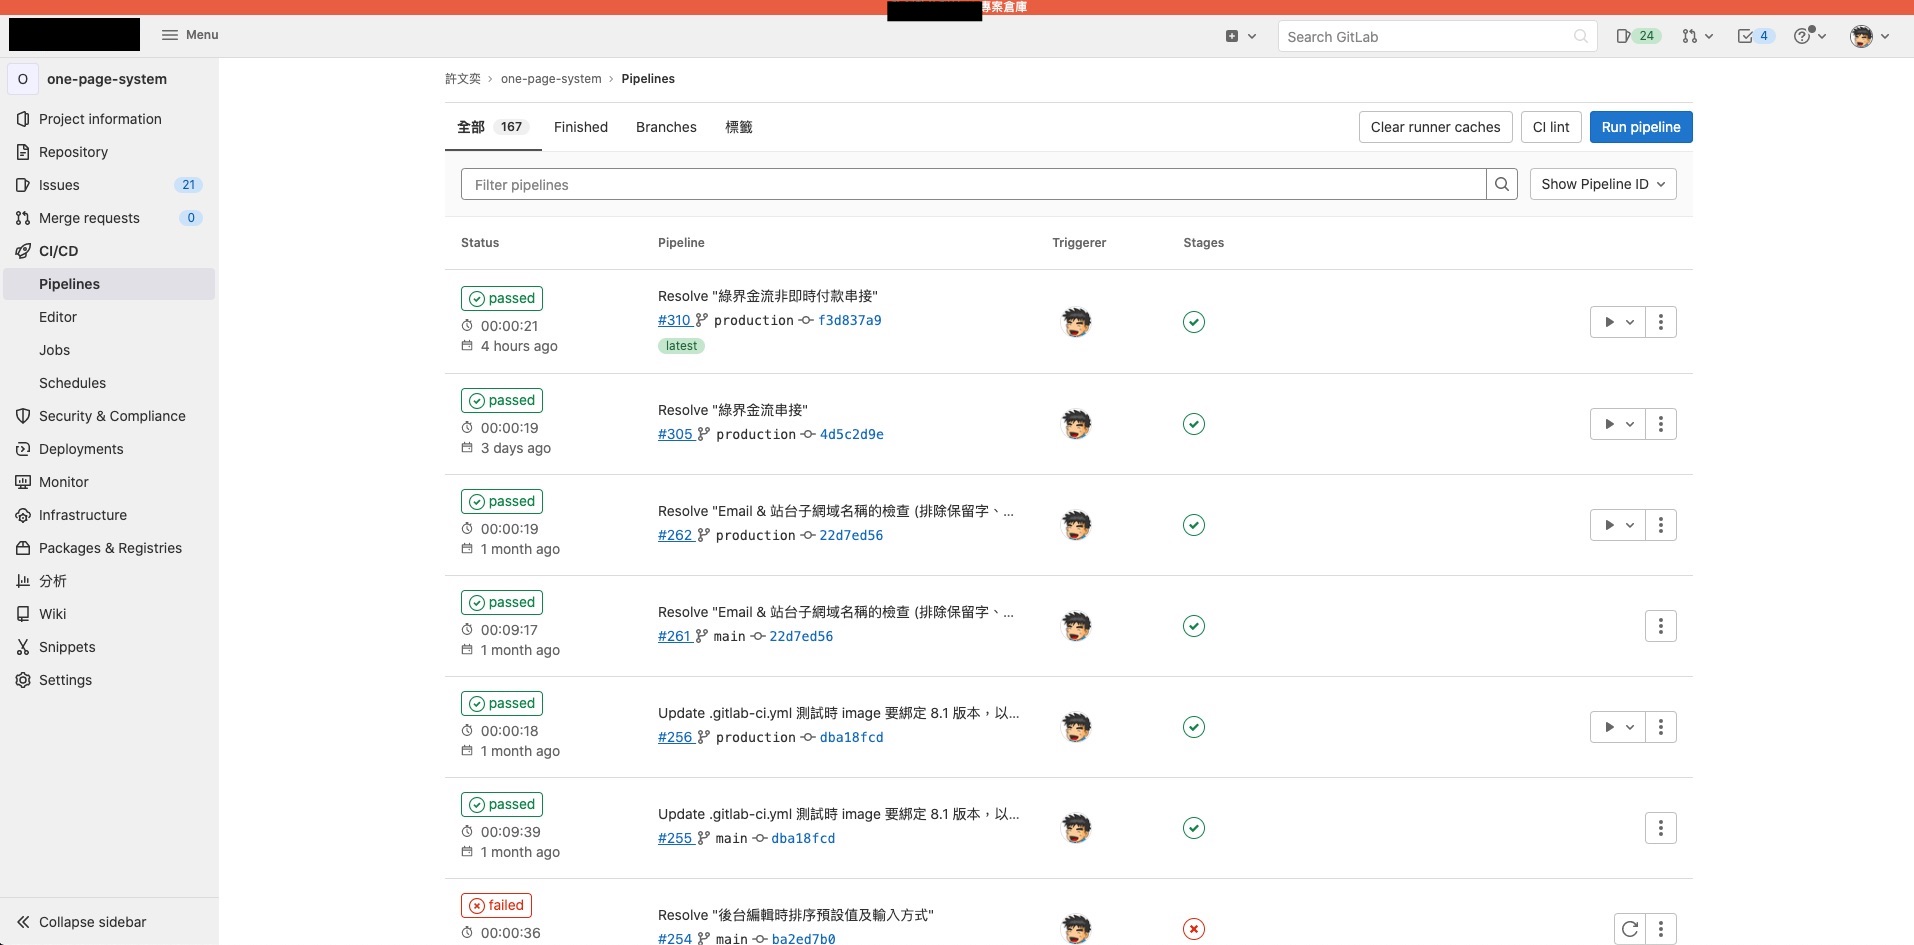 專案倉庫
Menu
Search GitLab
24
4
O one-page-system
Project information
Repository
Issues 21
Merge requests 0
CI/CD
Pipelines
Editor
Jobs
Schedules
Security & Compliance
Deployments
Monitor
Infrastructure
Packages & Registries
分析
Wiki
Snippets
Settings
Collapse sidebar
許文奕 › one-page-system › Pipelines
全部 167 Finished Branches 標籤
Clear runner caches CI lint Run pipeline
Filter pipelines Show Pipeline ID
Status Pipeline Triggerer Stages
passed
00:00:21
4 hours ago
Resolve "綠界金流非即時付款串接"
#310 production f3d837a9
latest
passed
00:00:19
3 days ago
Resolve "綠界金流串接"
#305 production 4d5c2d9e
passed
00:00:19
1 month ago
Resolve "Email & 站台子網域名稱的檢查 (排除保留字、...
#262 production 22d7ed56
passed
00:09:17
1 month ago
Resolve "Email & 站台子網域名稱的檢查 (排除保留字、...
#261 main 22d7ed56
passed
00:00:18
1 month ago
Update .gitlab-ci.yml 測試時 image 要綁定 8.1 版本，以...
#256 production dba18fcd
passed
00:09:39
1 month ago
Update .gitlab-ci.yml 測試時 image 要綁定 8.1 版本，以...
#255 main dba18fcd
failed
00:00:36
Resolve "後台編輯時排序預設值及輸入方式"
#254 main ba2ed7b0